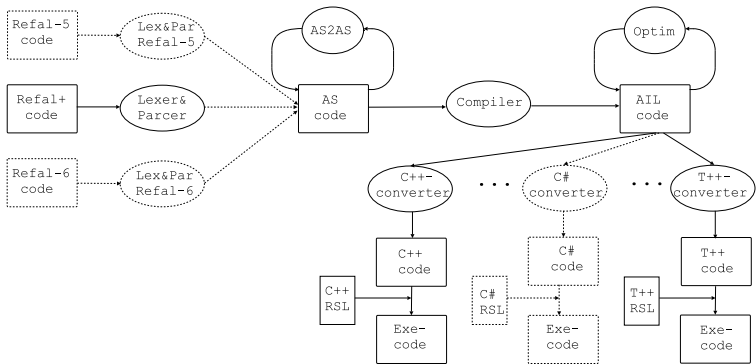 Refal-5
code
Lex&Par
Refal-5
AS2AS
Optim
Refal+
code
Lexer&
Parcer
AS
code
Compiler
AIL
code
Refal-6
code
Lex&Par
Refal-6
C++-
converter
• • •
C#
converter
• • •
T++-
converter
C++
code
C#
code
T++
code
C++
RSL
C#
RSL
T++
RSL
Exe-
code
Exe-
code
Exe-
code